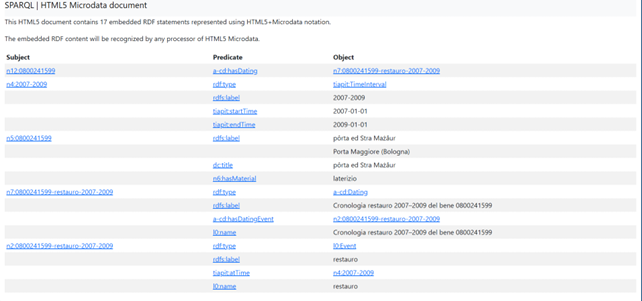 SPARQL | HTML5 Microdata document
This HTML5 document contains 17 embedded RDF statements represented using HTML5+Microdata notation.
The embedded RDF content will be recognized by any processor of HTML5 Microdata.
Subject Predicate Object
n12:0800241599 a-cd:hasDating n7:0800241599-restauro-2007-2009
n4:2007-2009 rdf:type tiapit:TimeInterval
rdfs:label 2007-2009
tiapit:startTime 2007-01-01
tiapit:endTime 2009-01-01
n5:0800241599 rdfs:label pôrta ed Stra Mażåur
Porta Maggiore (Bologna)
dc:title pôrta ed Stra Mażåur
n6:hasMaterial laterizio
n7:0800241599-restauro-2007-2009 rdf:type a-cd:Dating
rdfs:label Cronologia restauro 2007–2009 del bene 0800241599
a-cd:hasDatingEvent n2:0800241599-restauro-2007-2009
l0:name Cronologia restauro 2007–2009 del bene 0800241599
n2:0800241599-restauro-2007-2009 rdf:type l0:Event
rdfs:label restauro
tiapit:atTime n4:2007-2009
l0:name restauro